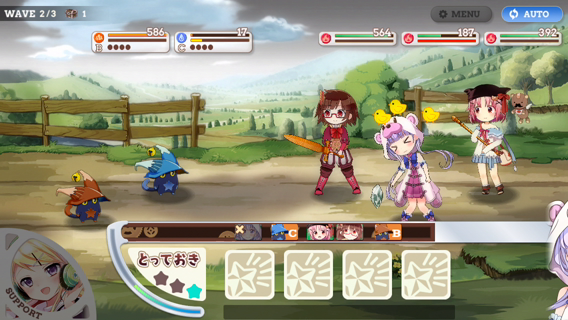 WAVE 2/3 1
MENU
AUTO
586
B
17
C
564
187
392
C
B
とっておき
SUPPORT